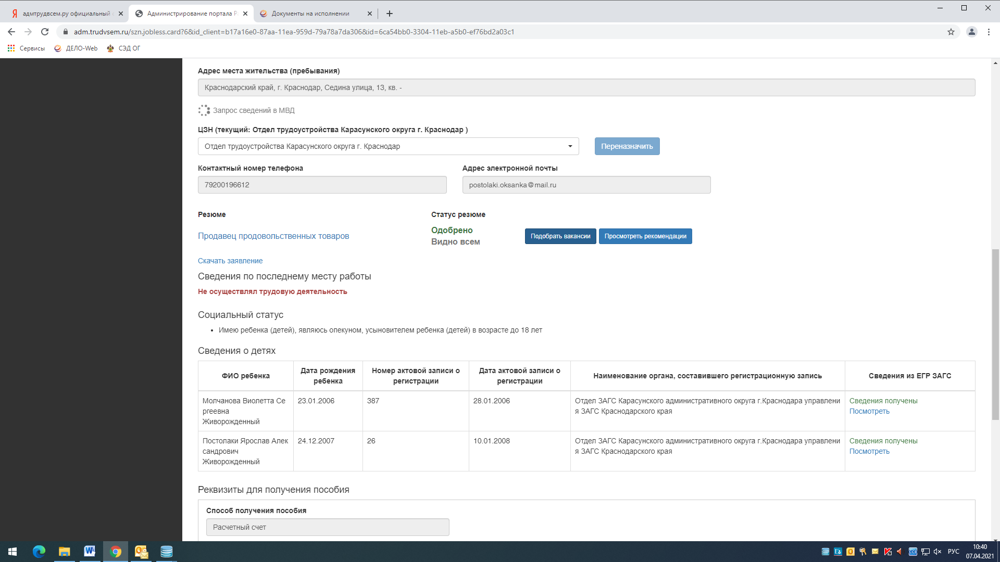 адмтрудвсем.ру официальный
Администрирование портала Р
Документы на исполнении
adm.trudvsem.ru/szn.jobless.card?6&id_client=b17a16e0-87aa-11ea-959d-79a78a7da306&id=6ca54bb0-3304-11eb-a5b0-ef76bd2a03c1
Сервисы ДЕЛО-Web СЭД ОГ
Адрес места жительства (пребывания)
Краснодарский край, г. Краснодар, Седина улица, 13, кв. -
Запрос сведений в МВД
ЦЗН (текущий: Отдел трудоустройства Карасунского округа г. Краснодар )
Отдел трудоустройства Карасунского округа г. Краснодар
Переназначить
Контактный номер телефона
Адрес электронной почты
79200196612
postolaki.oksanka@mail.ru
Резюме
Статус резюме
Продавец продовольственных товаров
Одобрено
Видно всем
Подобрать вакансии
Просмотреть рекомендации
Скачать заявление
Сведения по последнему месту работы
Не осуществлял трудовую деятельность
Социальный статус
• Имею ребенка (детей), являюсь опекуном, усыновителем ребенка (детей) в возрасте до 18 лет
Сведения о детях
ФИО ребенка
Дата рождения
ребенка
Номер актовой записи о
регистрации
Дата актовой записи о
регистрации
Наименование органа, составившего регистрационную запись
Сведения из ЕГР ЗАГС
Молчанова Виолетта Се
ргеевна
Живорожденный
23.01.2006
387
28.01.2006
Отдел ЗАГС Карасунского административного округа г.Краснодара управлени
я ЗАГС Краснодарского края
Сведения получены
Посмотреть
Постолаки Ярослав Алек
сандрович
Живорожденный
24.12.2007
26
10.01.2008
Отдел ЗАГС Карасунского административного округа г.Краснодара управлени
я ЗАГС Краснодарского края
Сведения получены
Посмотреть
Реквизиты для получения пособия
Способ получения пособия
Расчетный счет
РУС
10:40
07.04.2021